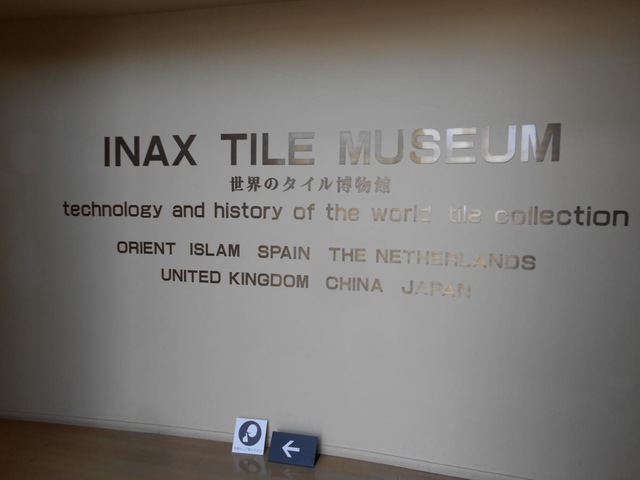 INAX TILE MUSEUM
世界のタイル博物館
technology and history of the world tile collection
ORIENT ISLAM SPAIN THE NETHERLANDS
UNITED KINGDOM CHINA JAPAN